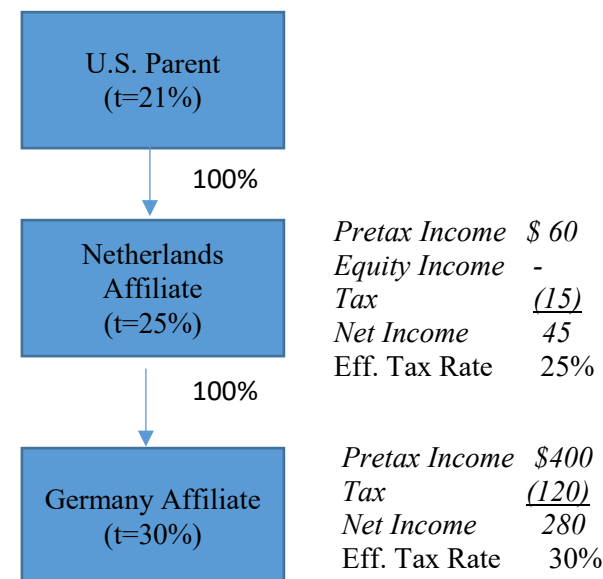 U.S. Parent
(t=21%)
100%
Netherlands
Affiliate
(t=25%)
Pretax Income $ 60
Equity Income -
Tax (15)
Net Income 45
Eff. Tax Rate 25%
100%
Germany Affiliate
(t=30%)
Pretax Income $400
Tax (120)
Net Income 280
Eff. Tax Rate 30%